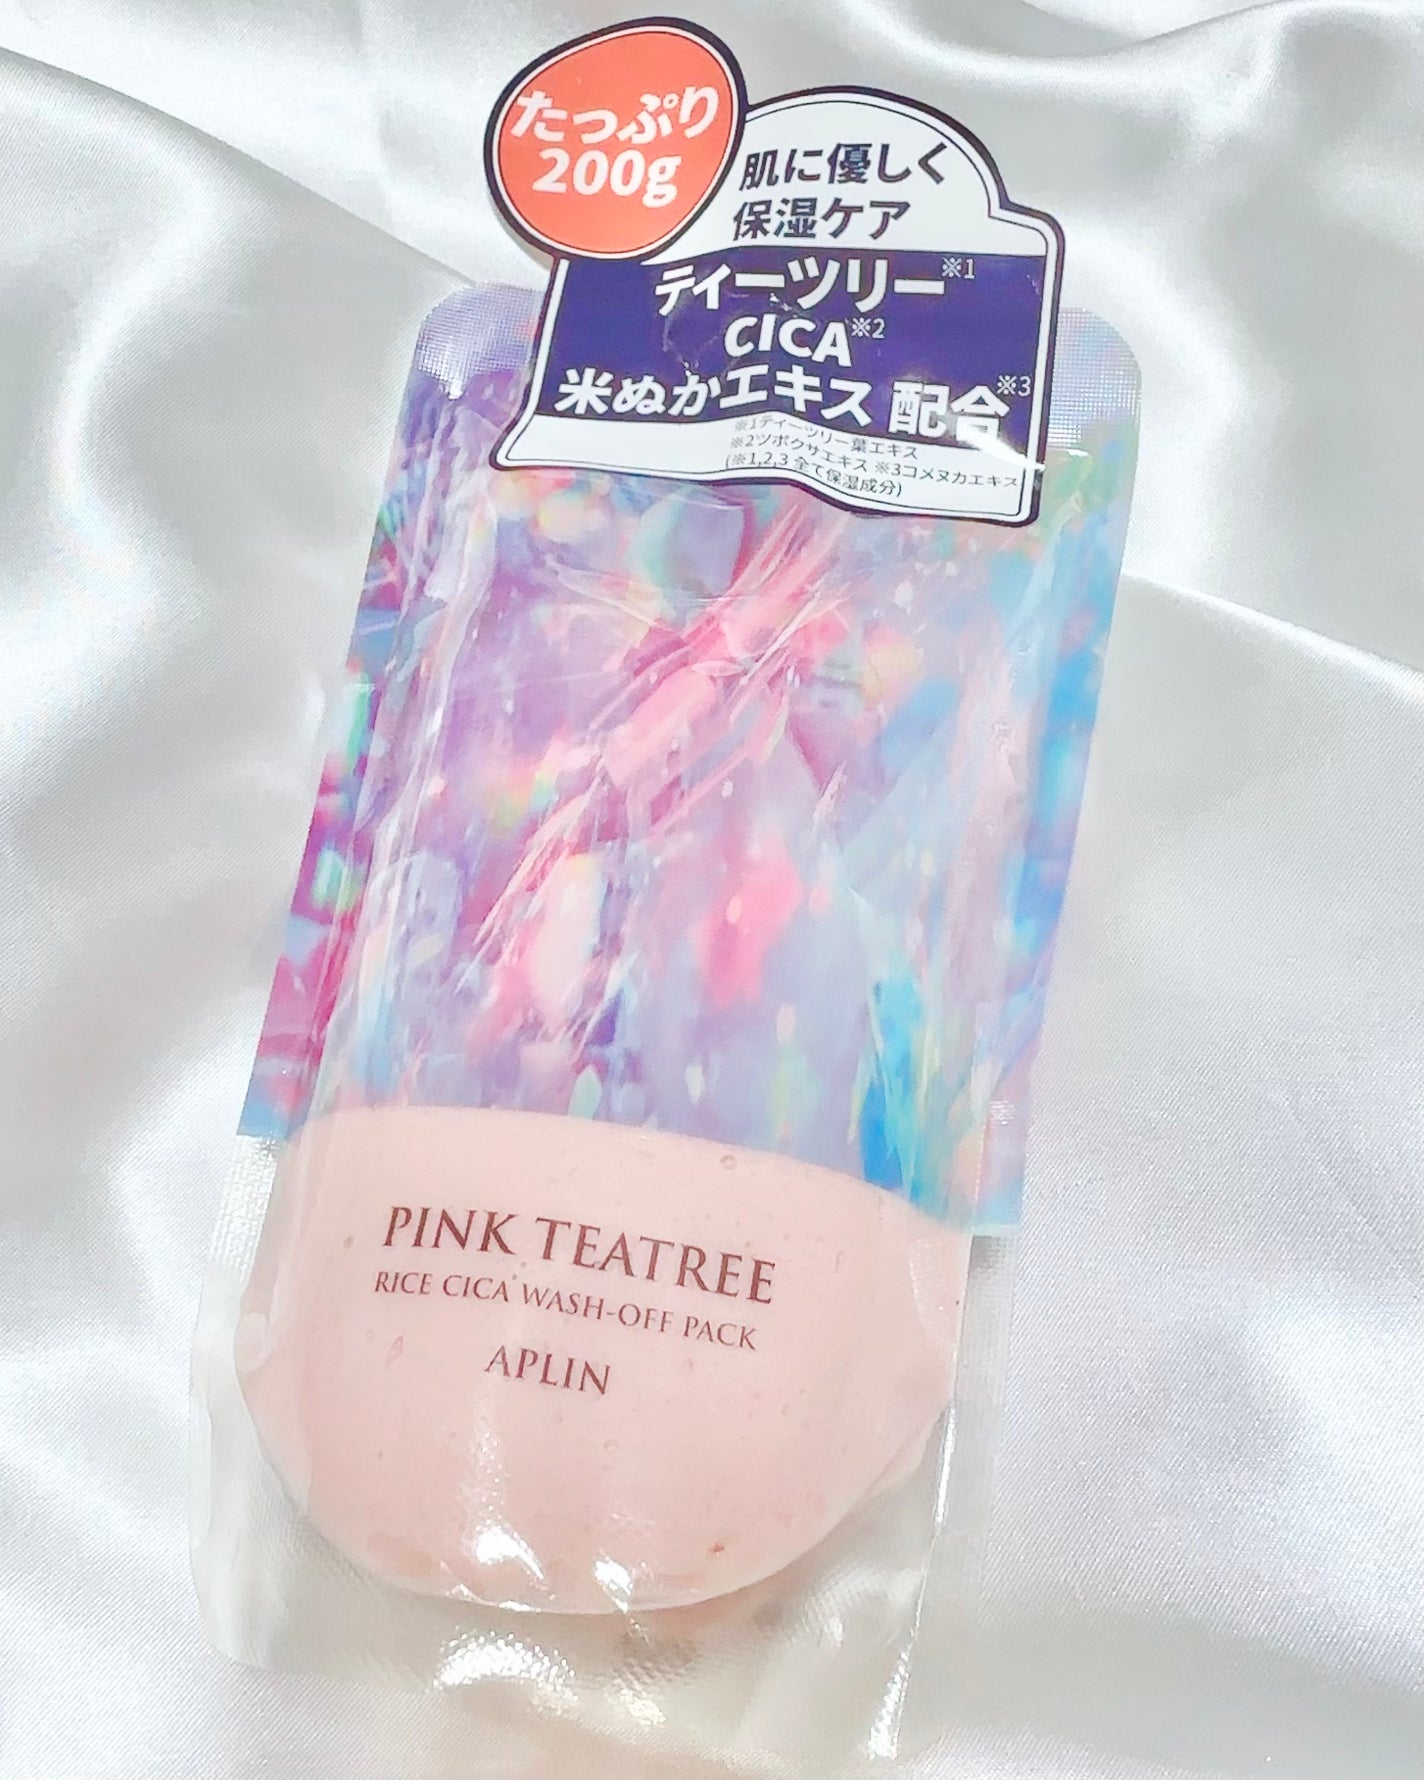 たっぷり
200g
肌に優しく
保湿ケア
ティーツリー※1
CICA※2
米ぬかエキス 配合※3
※1ティーツリー葉エキス
※2ツボクサエキス ※3コメヌカエキス
(※1,2,3 全て保湿成分)
PINK TEATREE
RICE CICA WASH-OFF PACK
APLIN